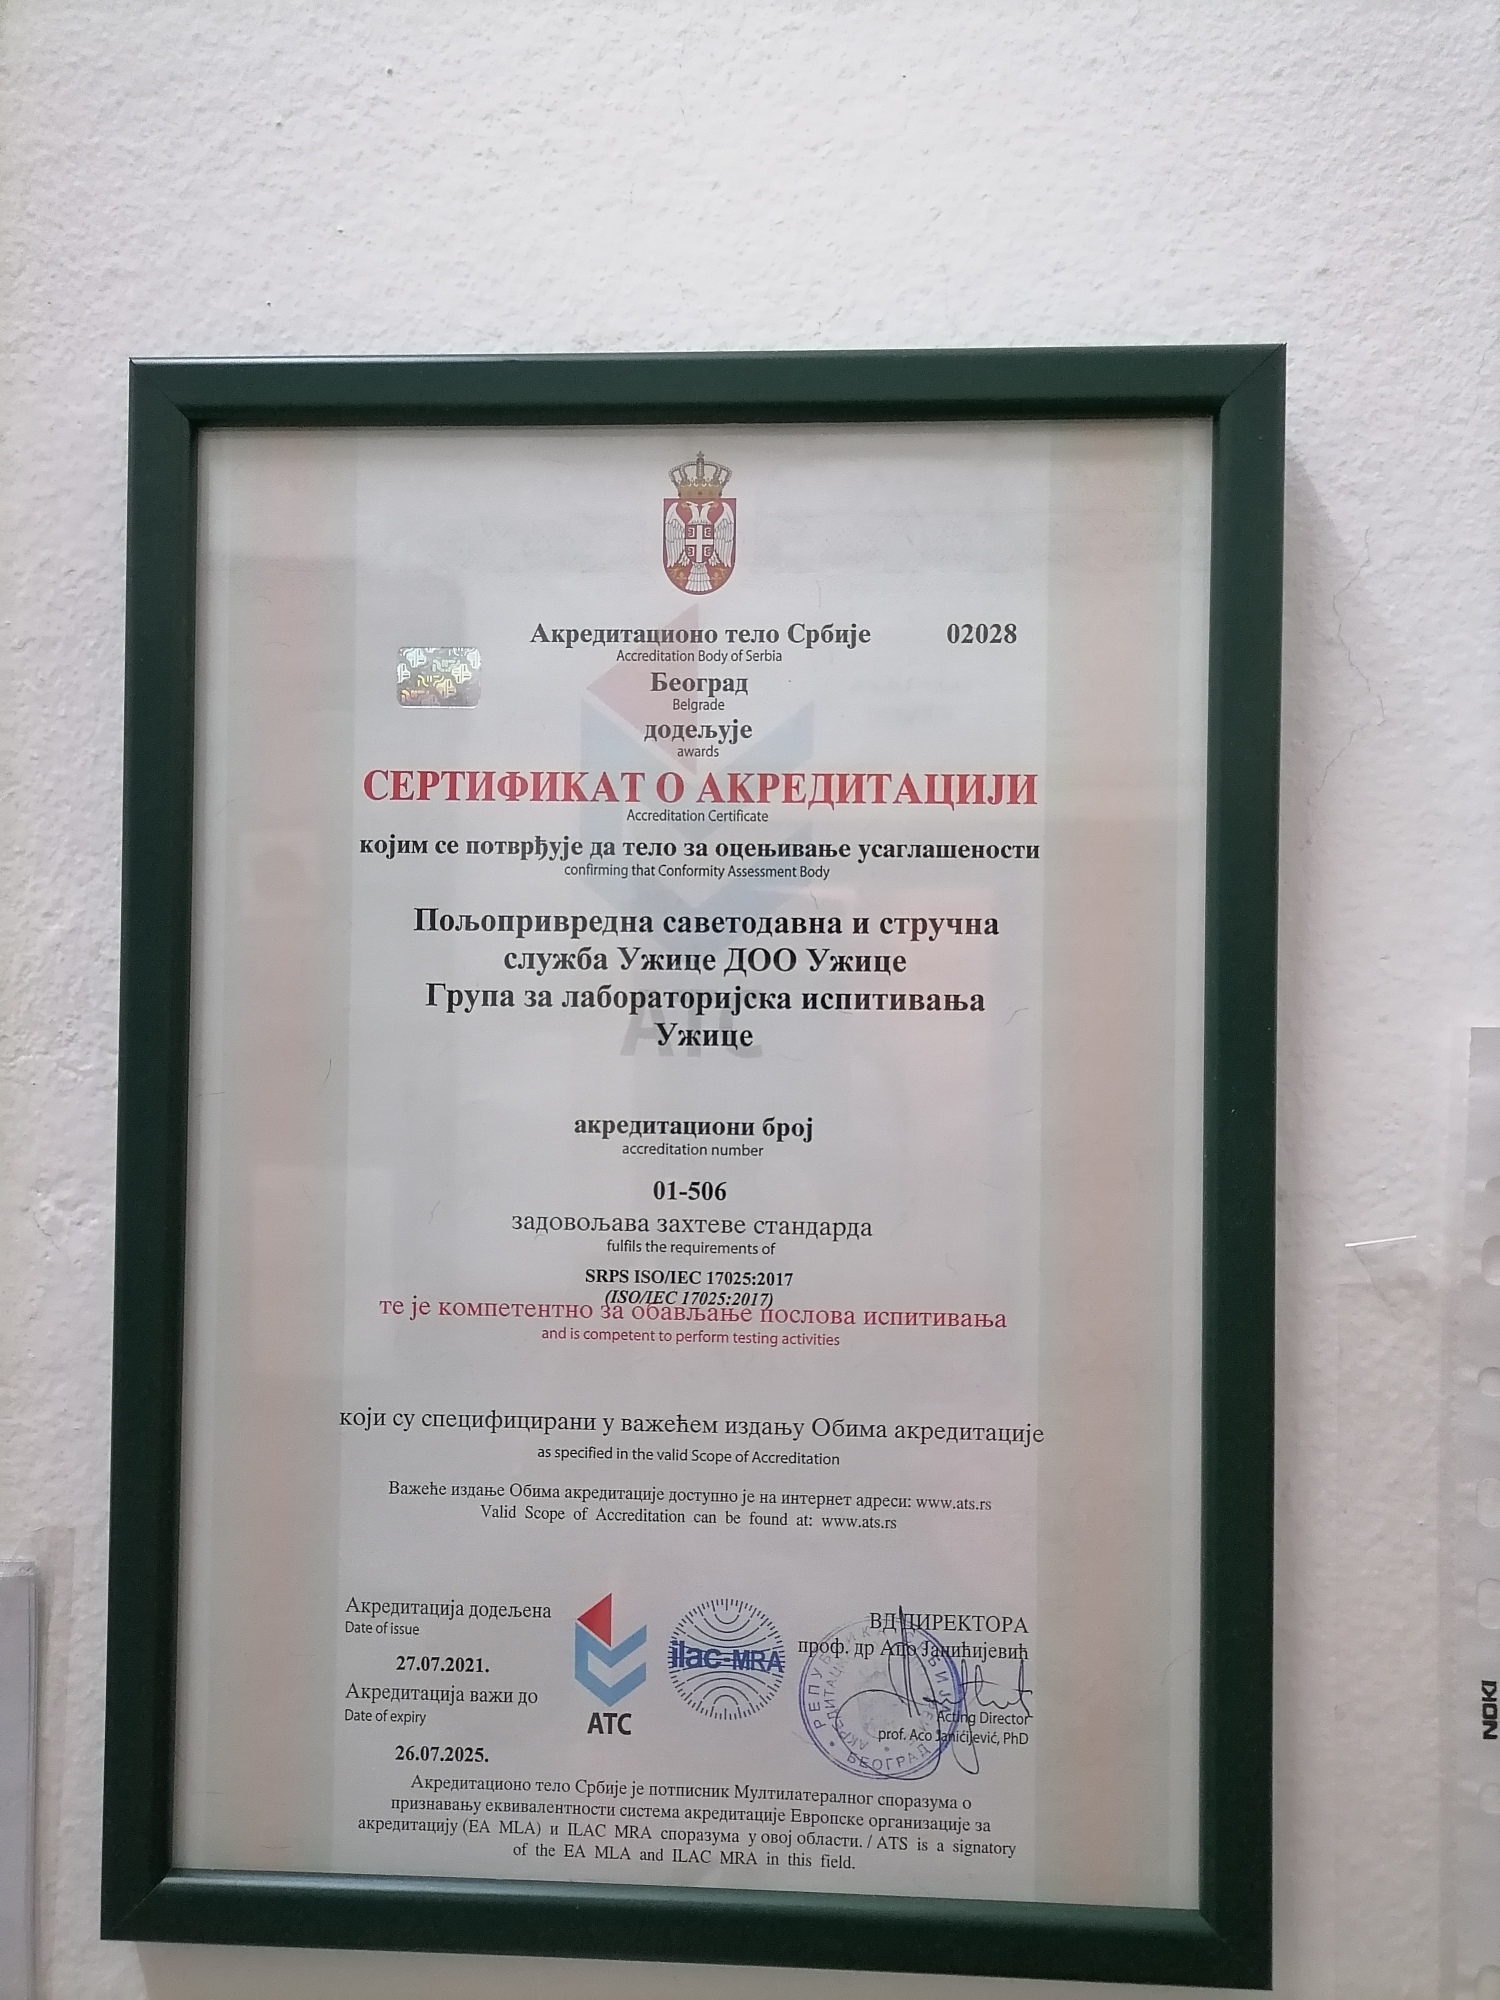 Акредитационо тело Србије 02028
Accreditation Body of Serbia
Београд
Belgrade
додељује
awards
СЕРТИФИКАТ О АКРЕДИТАЦИЈИ
Accreditation Certificate
којим се потврђује да тело за оцењивање усаглашености
confirming that Conformity Assessment Body
Пољопривредна саветодавна и стручна
служба Ужице ДОО Ужице
Група за лабораторијска испитивања
Ужице
АТС
акредитациони број
accreditation number
01-506
задовољава захтеве стандарда
fulfils the requirements of
SRPS ISO/IEC 17025:2017
(ISO/IEC 17025:2017)
те је компетентно за обављање послова испитивања
and is competent to perform testing activities
који су специфицирани у важећем издању Обима акредитације
as specified in the valid Scope of Accreditation
Важеће издање Обима акредитације доступно је на интернет адреси: www.ats.rs
Valid Scope of Accreditation can be found at: www.ats.rs
Акредитација додељена
Date of issue
27.07.2021.
Акредитација важи до
Date of expiry
26.07.2025.
АТС
ilac-MRA
ВД ДИРЕКТОРА
проф. др Ацо Јанићијевић
Acting Director
prof. Aco Janićijević, PhD
РЕПУБЛИКА СРБИЈА
БЕОГРАД
Акредитационо тело Србије је потписник Мултилатералног споразума о
признавању еквивалентности система акредитације Европске организације за
акредитацију (EA MLA) и ILAC MRA споразума у овој области. / ATS is a signatory
of the EA MLA and ILAC MRA in this field.